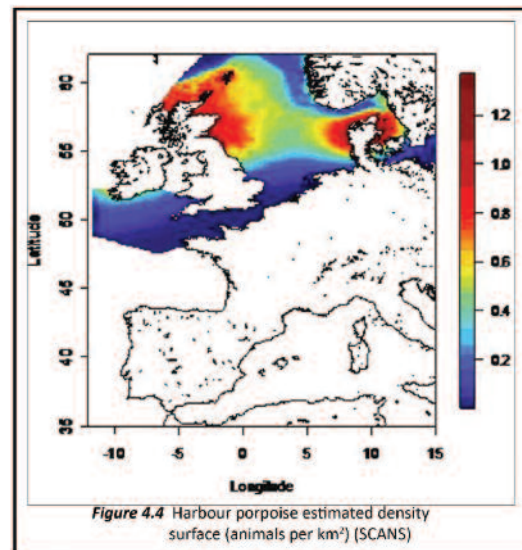 60
55
50
45
40
35
Latitude
1.2
1.0
0.8
0.6
0.4
0.2
-10 -5 0 5 10 15
Longitude
Figure 4.4 Harbour porpoise estimated density
surface (animals per km²) (SCANS)